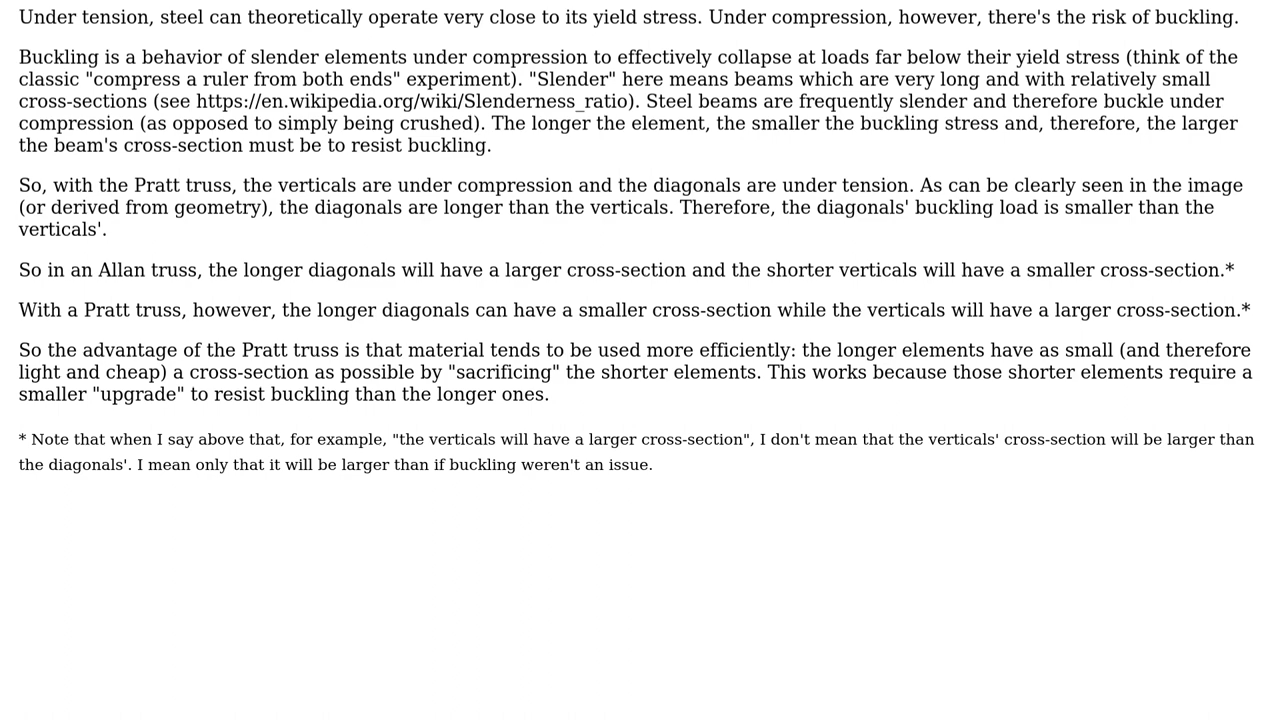 Under tension, steel can theoretically operate very close to its yield stress. Under compression, however, there's the risk of buckling.
Buckling is a behavior of slender elements under compression to effectively collapse at loads far below their yield stress (think of the
classic "compress a ruler from both ends" experiment). "Slender" here means beams which are very long and with relatively small
cross-sections (see https://en.wikipedia.org/wiki/Slenderness_ratio). Steel beams are frequently slender and therefore buckle under
compression (as opposed to simply being crushed). The longer the element, the smaller the buckling stress and, therefore, the larger
the beam's cross-section must be to resist buckling.
So, with the Pratt truss, the verticals are under compression and the diagonals are under tension. As can be clearly seen in the image
(or derived from geometry), the diagonals are longer than the verticals. Therefore, the diagonals' buckling load is smaller than the
verticals'.
So in an Allan truss, the longer diagonals will have a larger cross-section and the shorter verticals will have a smaller cross-section.*
With a Pratt truss, however, the longer diagonals can have a smaller cross-section while the verticals will have a larger cross-section.*
So the advantage of the Pratt truss is that material tends to be used more efficiently: the longer elements have as small (and therefore
light and cheap) a cross-section as possible by "sacrificing" the shorter elements. This works because those shorter elements require a
smaller "upgrade" to resist buckling than the longer ones.
* Note that when I say above that, for example, "the verticals will have a larger cross-section", I don't mean that the verticals' cross-section will be larger than
the diagonals'. I mean only that it will be larger than if buckling weren't an issue.